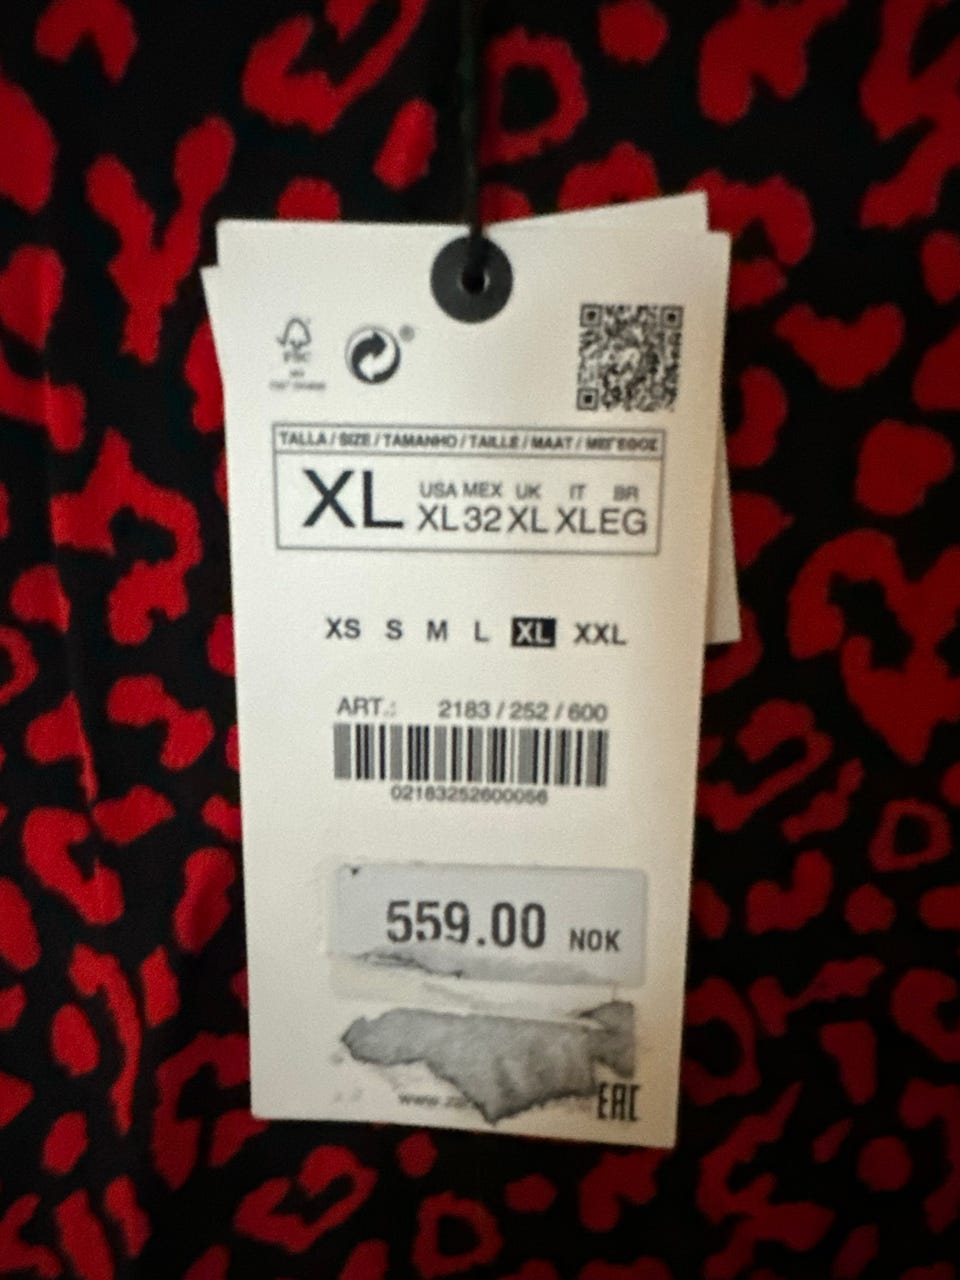 FSC
®
TALLA / SIZE / TAMANHO / TAILLE / MAAT / ΜΕΓΕΘΟΣ
XL
USA MEX UK IT BR
XL 32 XL XL EG
XS S M L XL XXL
ART.: 2183 / 252 / 600
02183252600056
559.00 NOK
EAC